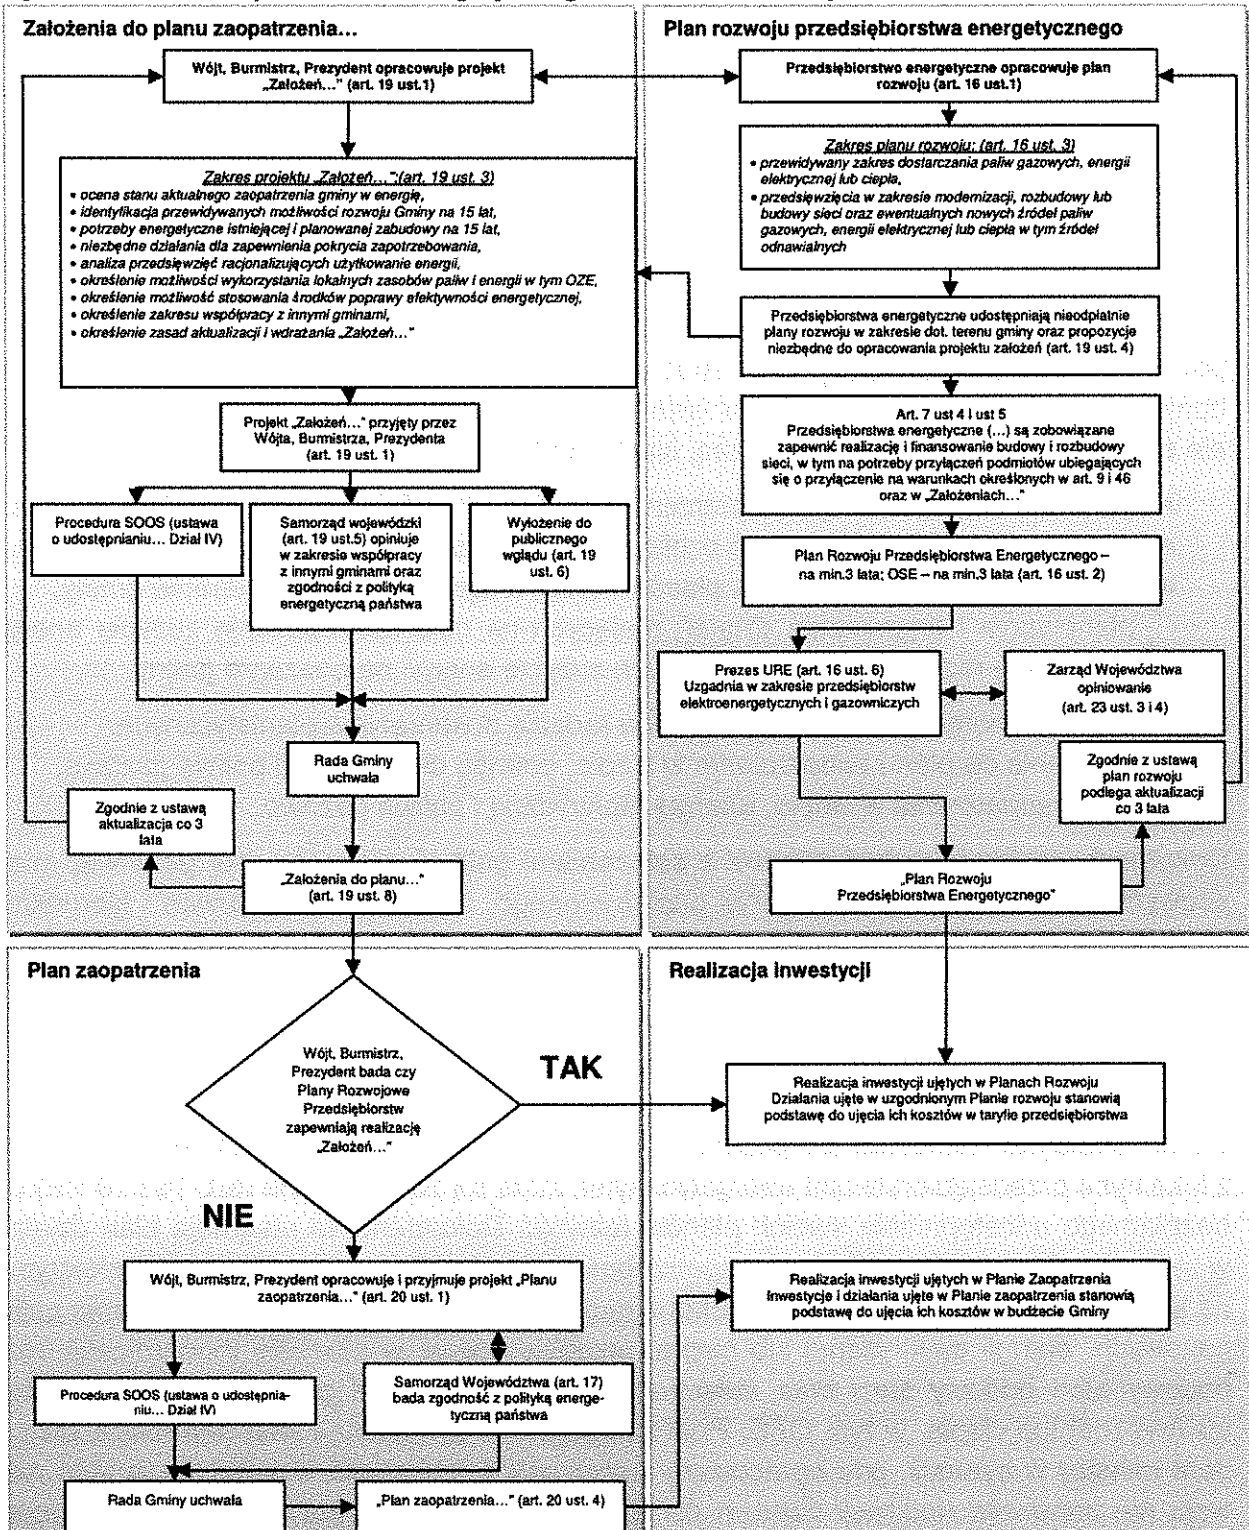 Założenia do planu zaopatrzenia…
Wójt, Burmistrz, Prezydent opracowuje projekt
„Założeń…” (art. 19 ust.1)
Zakres projektu „Założeń…”:(art. 19 ust. 3)
• ocena stanu aktualnego zaopatrzenia gminy w energię,
• identyfikacja przewidywanych możliwości rozwoju Gminy na 15 lat,
• potrzeby energetyczne istniejącej i planowanej zabudowy na 15 lat,
• niezbędne działania dla zapewnienia pokrycia zapotrzebowania,
• analiza przedsięwzięć racjonalizujących użytkowanie energii,
• określenie możliwości wykorzystania lokalnych zasobów paliw i energii w tym OZE,
• określenie możliwość stosowania środków poprawy efektywności energetycznej,
• określenie zakresu współpracy z innymi gminami,
• określenie zasad aktualizacji i wdrażania „Założeń…”
Projekt „Założeń…” przyjęty przez
Wójta, Burmistrza, Prezydenta
(art. 19 ust. 1)
Procedura SOOS (ustawa
o udostępnianiu… Dział IV)
Samorząd wojewódzki
(art. 19 ust.5) opiniuje
w zakresie współpracy
z innymi gminami oraz
zgodności z polityką
energetyczną państwa
Wyłożenie do
publicznego
wglądu (art. 19
ust. 6)
Rada Gminy
uchwala
Zgodnie z ustawą
aktualizacja co 3
lata
„Założenia do planu…”
(art. 19 ust. 8)
Plan rozwoju przedsiębiorstwa energetycznego
Przedsiębiorstwo energetyczne opracowuje plan
rozwoju (art. 16 ust.1)
Zakres planu rozwoju: (art. 16 ust. 3)
• przewidywany zakres dostarczania paliw gazowych, energii
elektrycznej lub ciepła,
• przedsięwzięcia w zakresie modernizacji, rozbudowy lub
budowy sieci oraz ewentualnych nowych źródeł paliw
gazowych, energii elektrycznej lub ciepła w tym źródeł
odnawialnych
Przedsiębiorstwa energetyczne udostępniają nieodpłatnie
plany rozwoju w zakresie dot. terenu gminy oraz propozycje
niezbędne do opracowania projektu założeń (art. 19 ust. 4)
Art. 7 ust 4 i ust 5
Przedsiębiorstwa energetyczne (…) są zobowiązane
zapewnić realizację i finansowanie budowy i rozbudowy
sieci, w tym na potrzeby przyłączeń podmiotów ubiegających
się o przyłączenie na warunkach określonych w art. 9 i 46
oraz w „Założeniach…”
Plan Rozwoju Przedsiębiorstwa Energetycznego –
na min.3 lata; OSE – na min.3 lata (art. 16 ust. 2)
Prezes URE (art. 16 ust. 6)
Uzgadnia w zakresie przedsiębiorstw
elektroenergetycznych i gazowniczych
Zarząd Województwa
opiniowanie
(art. 23 ust. 3 i 4)
Zgodnie z ustawą
plan rozwoju
podlega aktualizacji
co 3 lata
„Plan Rozwoju
Przedsiębiorstwa Energetycznego”
Plan zaopatrzenia
Wójt, Burmistrz,
Prezydent bada czy
Plany Rozwojowe
Przedsiębiorstw
zapewniają realizację
„Założeń…”
TAK
NIE
Wójt, Burmistrz, Prezydent opracowuje i przyjmuje projekt „Planu
zaopatrzenia…” (art. 20 ust. 1)
Procedura SOOS (ustawa o udostępnia-
niu… Dział IV)
Samorząd Województwa (art. 17)
bada zgodność z polityką energe-
tyczną państwa
Rada Gminy uchwala
„Plan zaopatrzenia…” (art. 20 ust. 4)
Realizacja Inwestycji
Realizacja inwestycji ujętych w Planach Rozwoju
Działania ujęte w uzgodnionym Planie rozwoju stanowią
podstawę do ujęcia ich kosztów w taryfie przedsiębiorstwa
Realizacja inwestycji ujętych w Planie Zaopatrzenia
Inwestycje i działania ujęte w Planie zaopatrzenia stanowią
podstawę do ujęcia ich kosztów w budżecie Gminy